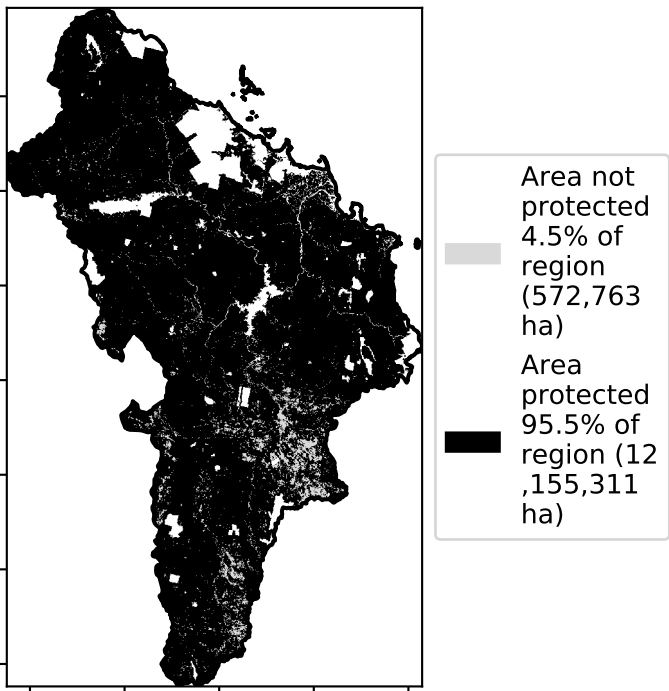 Area not
protected
4.5% of
region
(572,763
ha)
Area
protected
95.5% of
region (12
,155,311
ha)